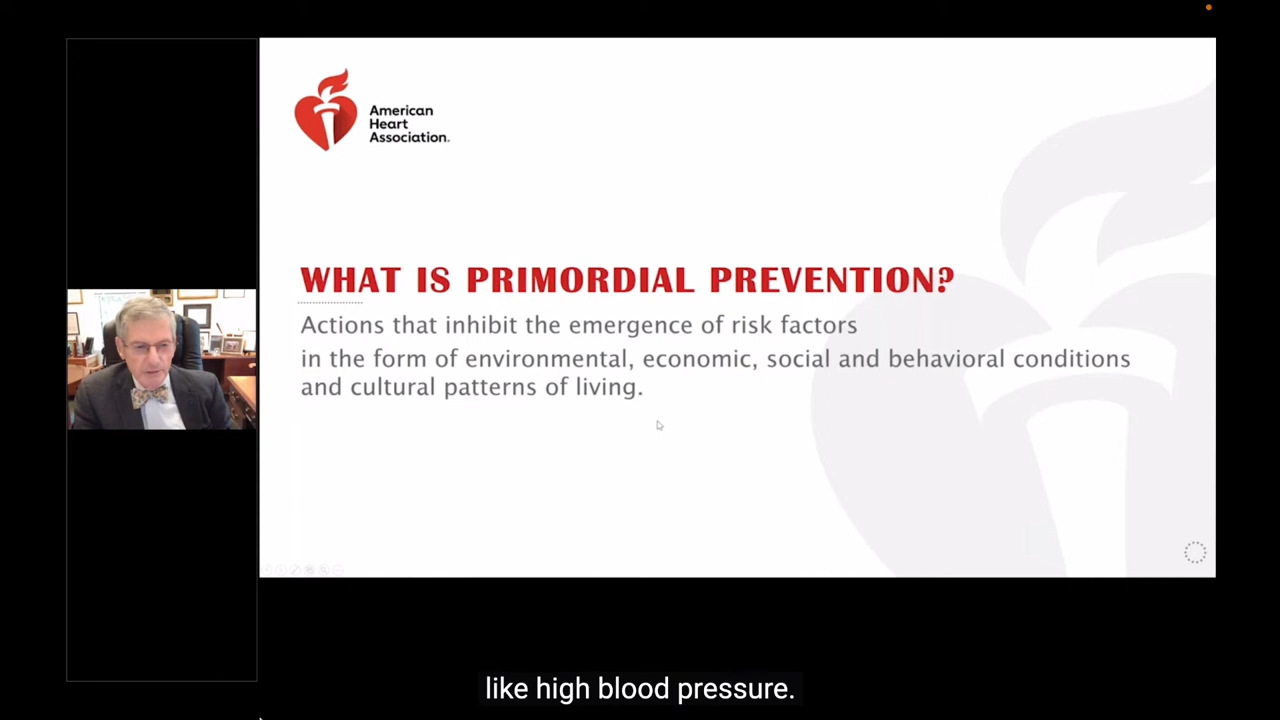 American
Heart
Association.
WHAT IS PRIMORDIAL PREVENTION?
Actions that inhibit the emergence of risk factors
in the form of environmental, economic, social and behavioral conditions
and cultural patterns of living.
like high blood pressure.